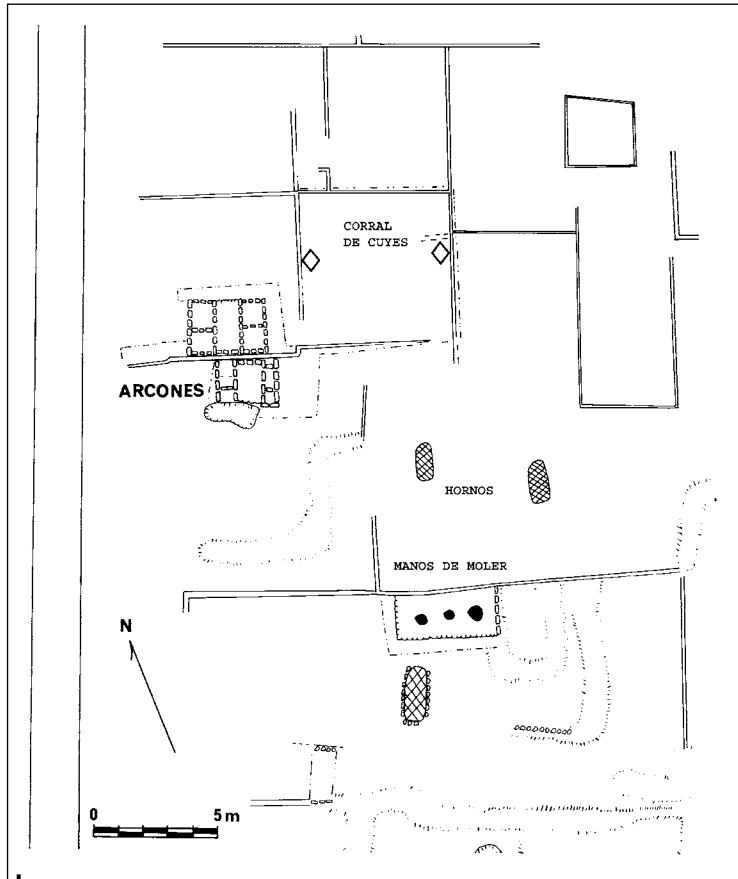 CORRAL
DE CUYES
ARCONES
HORNOS
MANOS DE MOLER
N
0 5 m